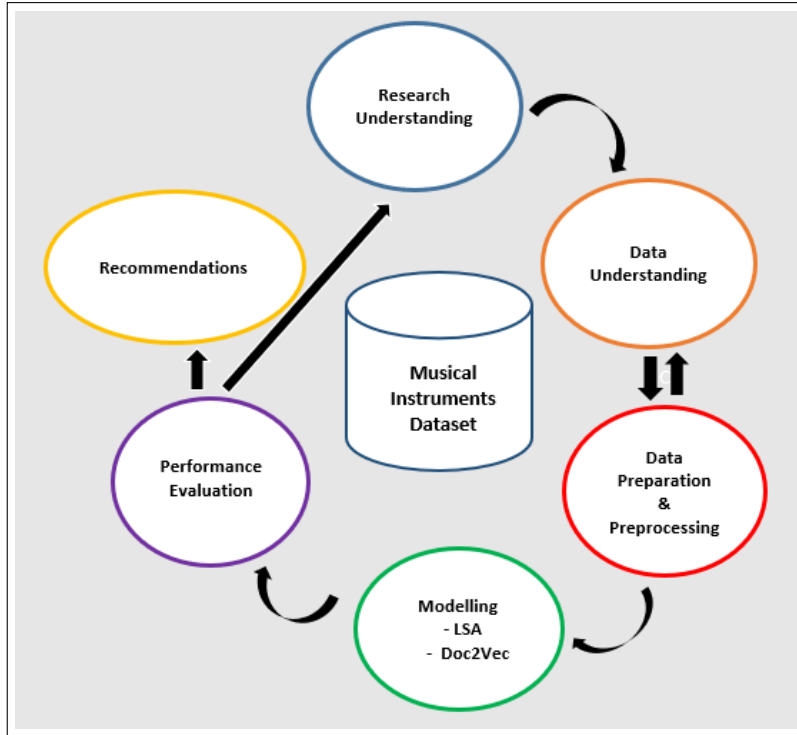 Research
Understanding
Data
Understanding
Data
Preparation
&
Preprocessing
Modelling
- LSA
- Doc2Vec
Performance
Evaluation
Recommendations
Musical
Instruments
Dataset